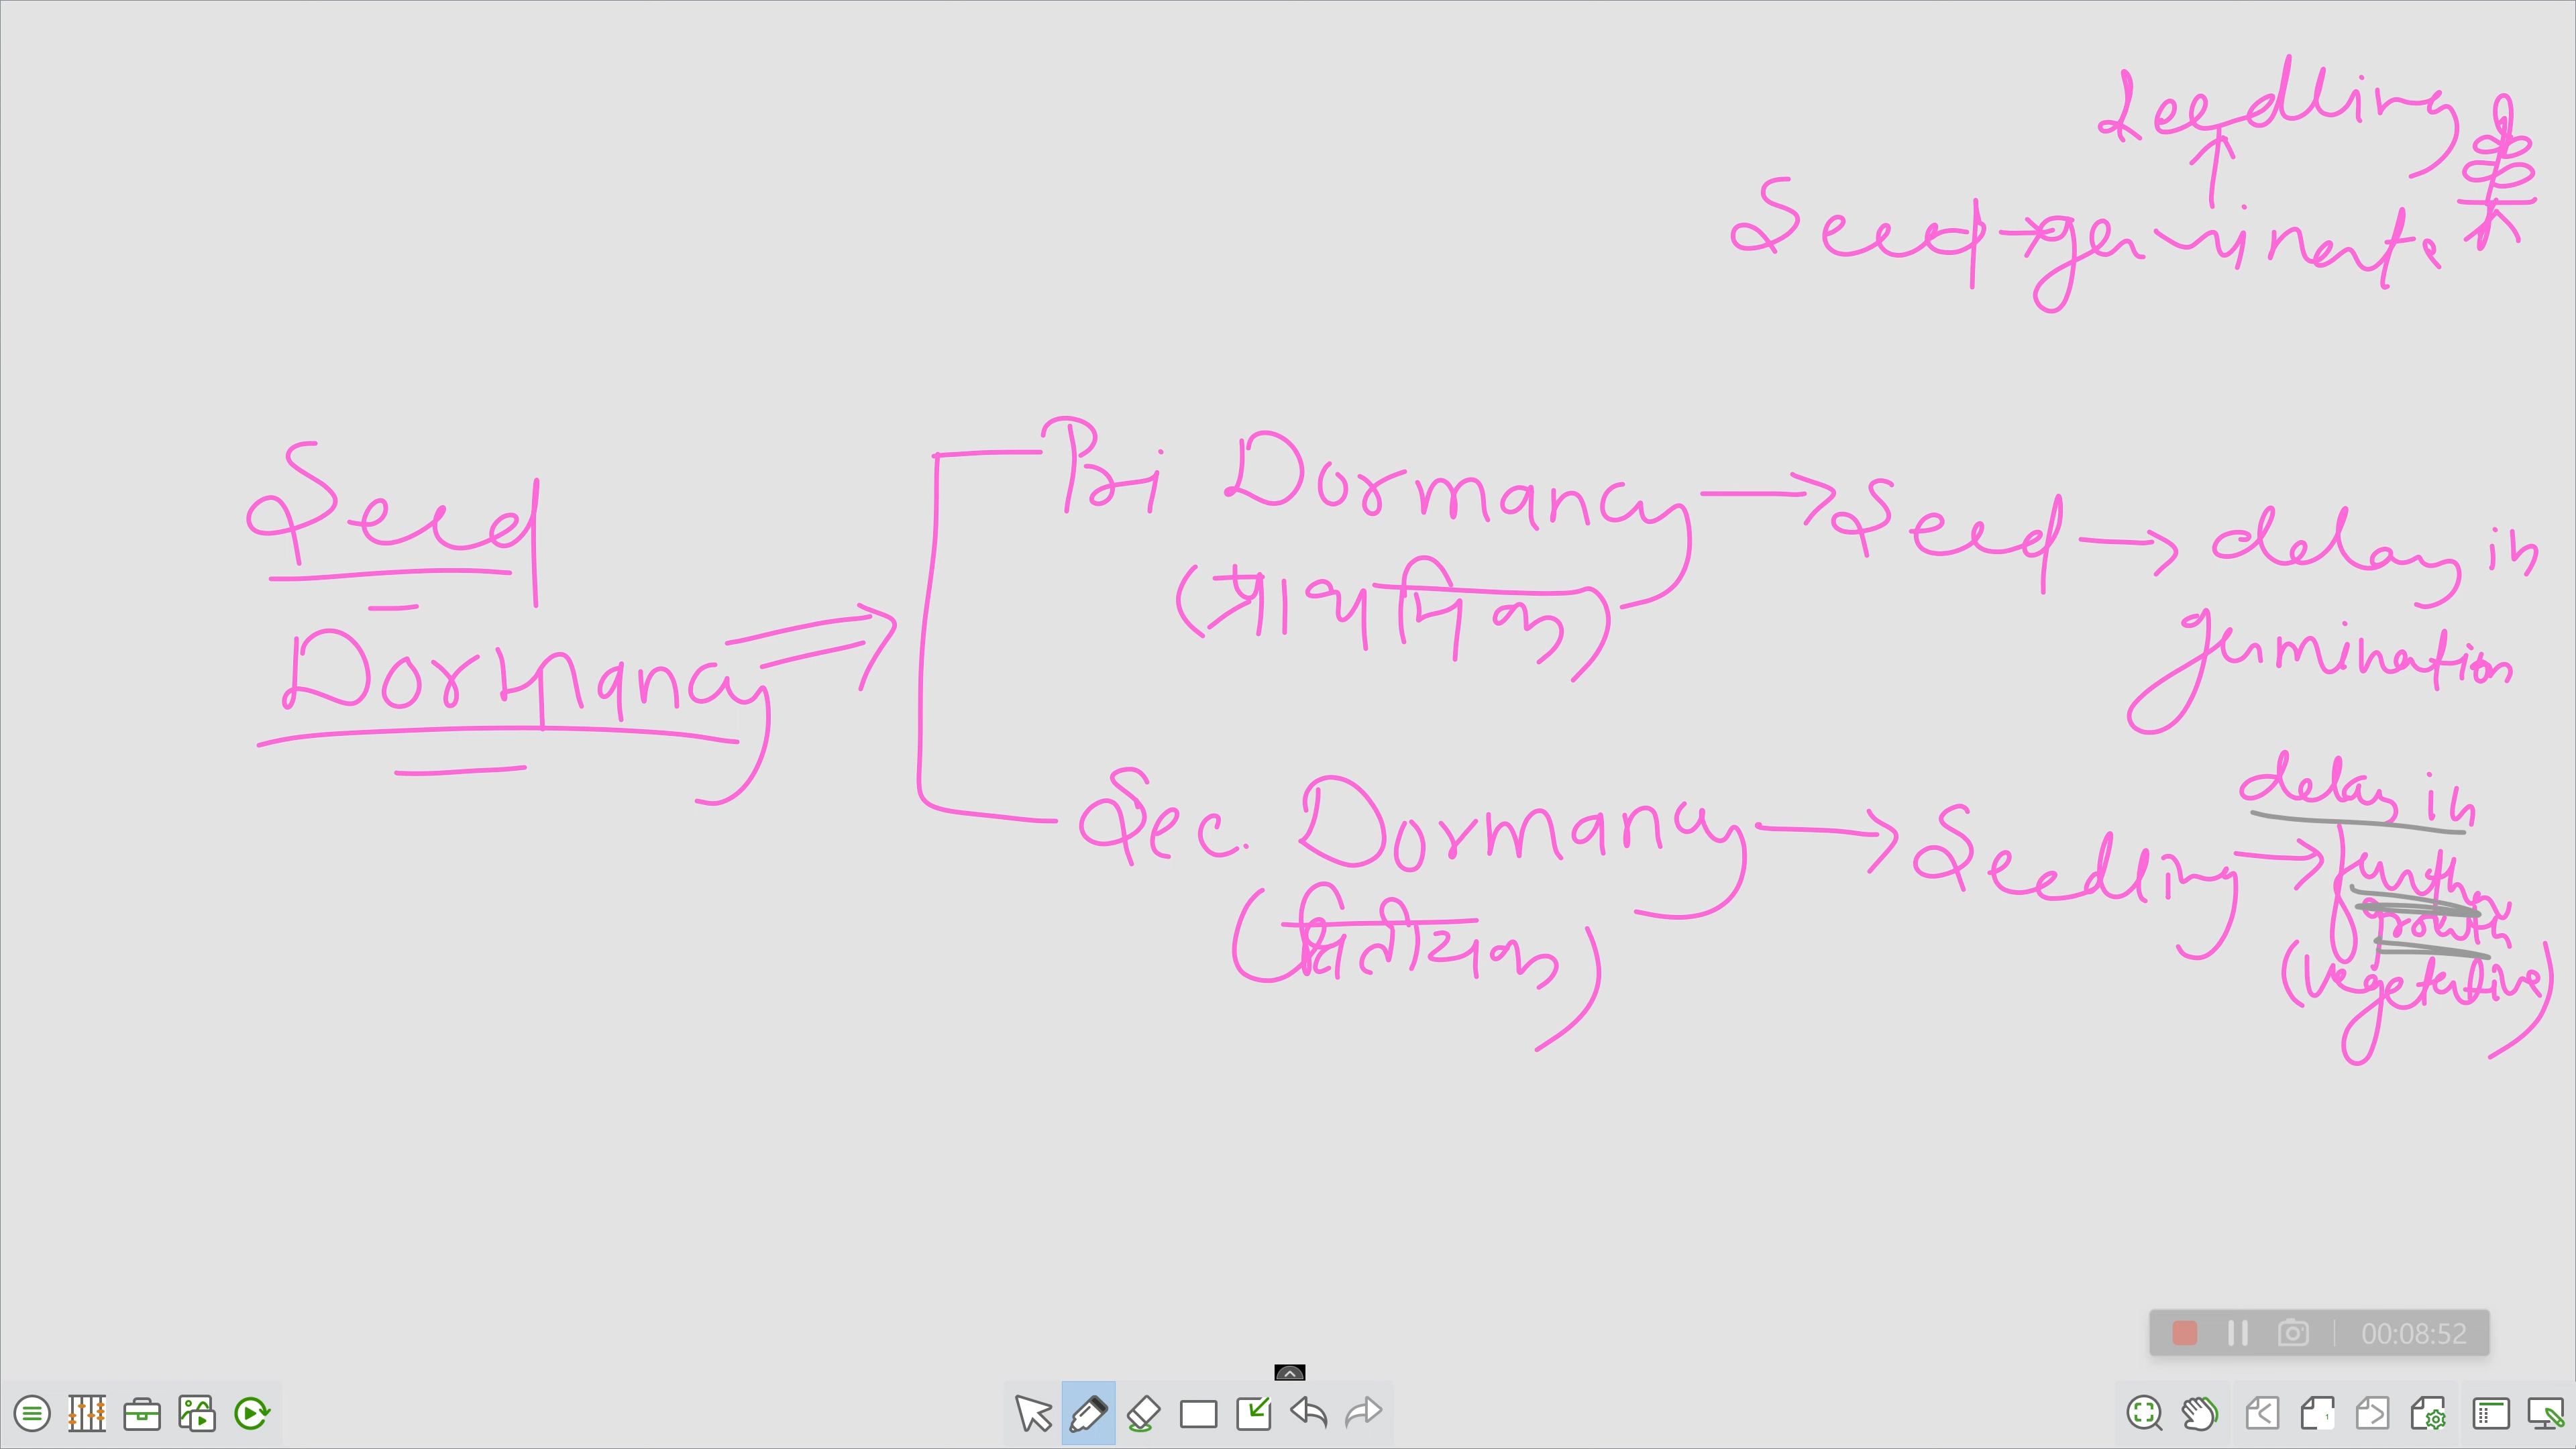 Seedling
Seed → germinate
Seed
Dormancy
Pri Dormancy → Seed → delay in
germination
(प्राथमिक)
Sec. Dormancy → Seedling → delay in
further
growth
(vegetative)
(द्वितीयक)
00:08:52
1